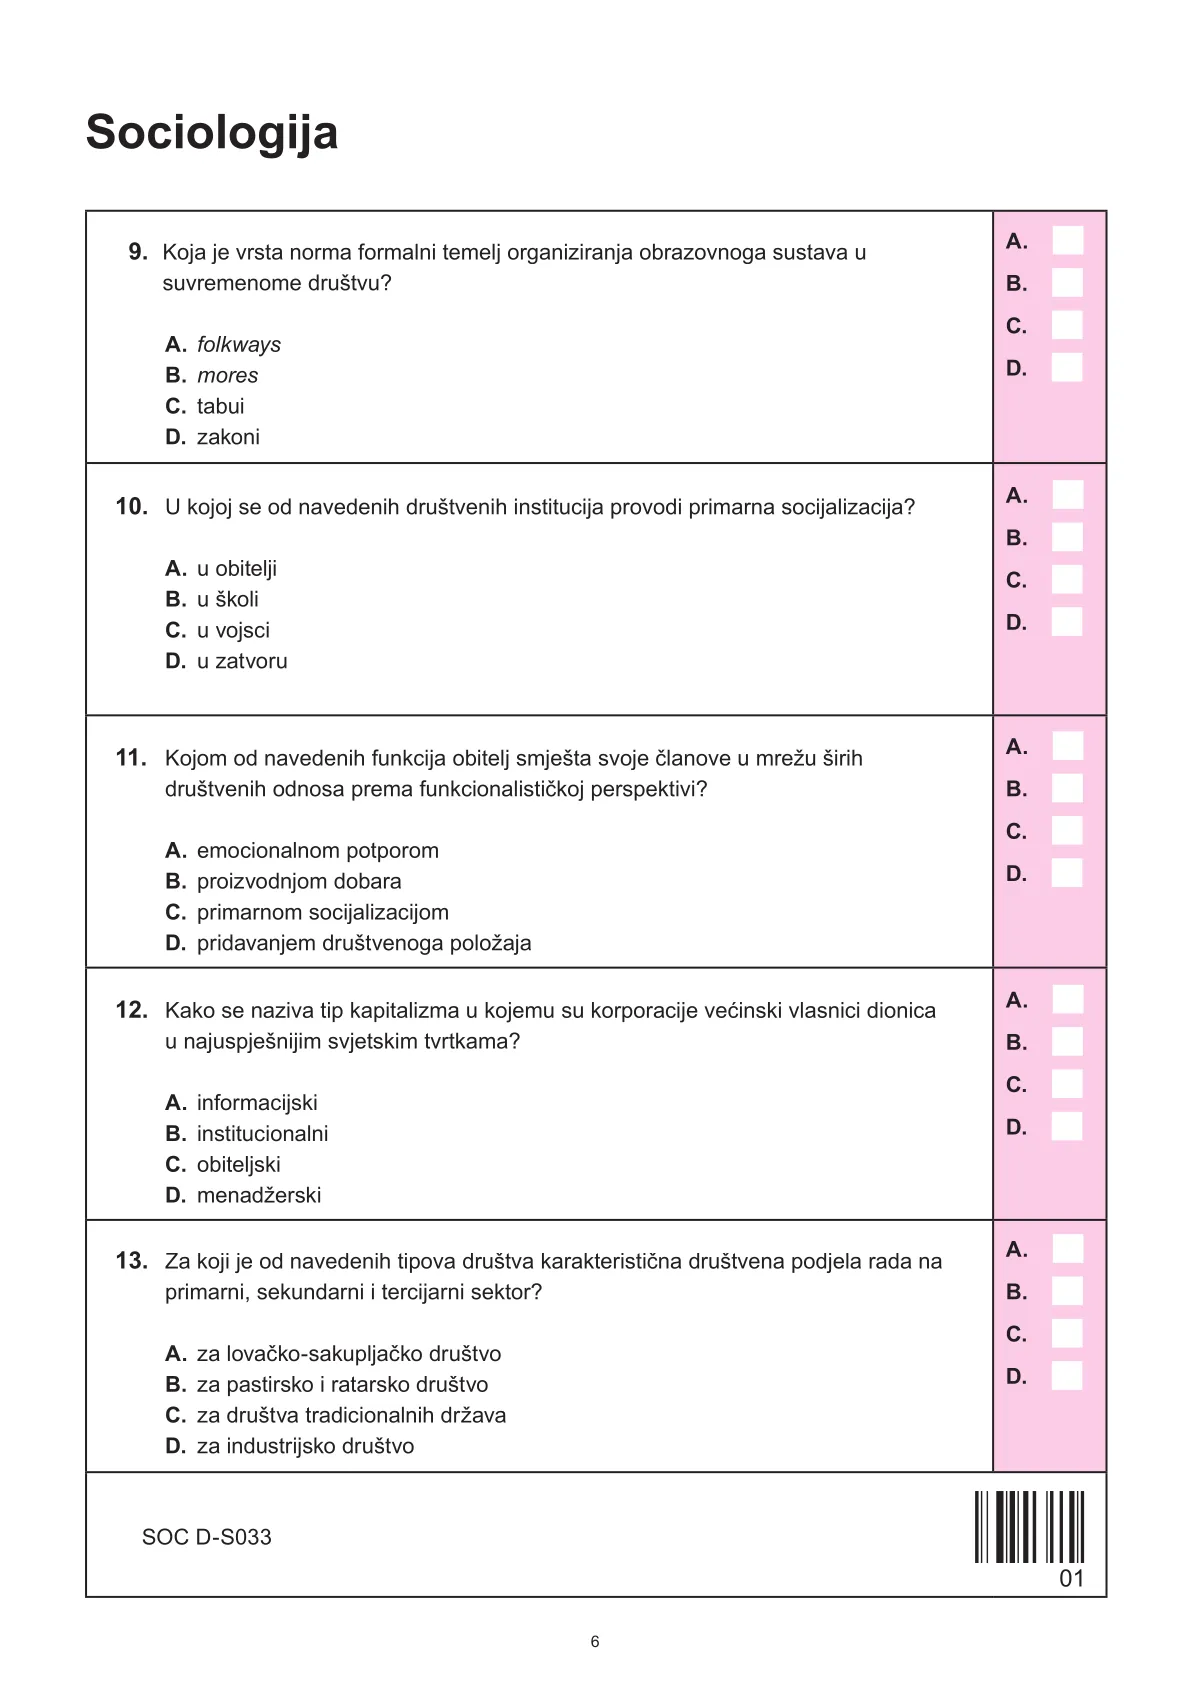 Sociologija
9. Koja je vrsta norma formalni temelj organiziranja obrazovnoga sustava u
suvremenome društvu?
A. folkways
B. mores
C. tabui
D. zakoni
A.
B.
C.
D.
10. U kojoj se od navedenih društvenih institucija provodi primarna socijalizacija?
A. u obitelji
B. u školi
C. u vojsci
D. u zatvoru
A.
B.
C.
D.
11. Kojom od navedenih funkcija obitelj smješta svoje članove u mrežu širih
društvenih odnosa prema funkcionalističkoj perspektivi?
A. emocionalnom potporom
B. proizvodnjom dobara
C. primarnom socijalizacijom
D. pridavanjem društvenoga položaja
A.
B.
C.
D.
12. Kako se naziva tip kapitalizma u kojemu su korporacije većinski vlasnici dionica
u najuspješnijim svjetskim tvrtkama?
A. informacijski
B. institucionalni
C. obiteljski
D. menadžerski
A.
B.
C.
D.
13. Za koji je od navedenih tipova društva karakteristična društvena podjela rada na
primarni, sekundarni i tercijarni sektor?
A. za lovačko-sakupljačko društvo
B. za pastirsko i ratarsko društvo
C. za društva tradicionalnih država
D. za industrijsko društvo
A.
B.
C.
D.
SOC D-S033
01
6